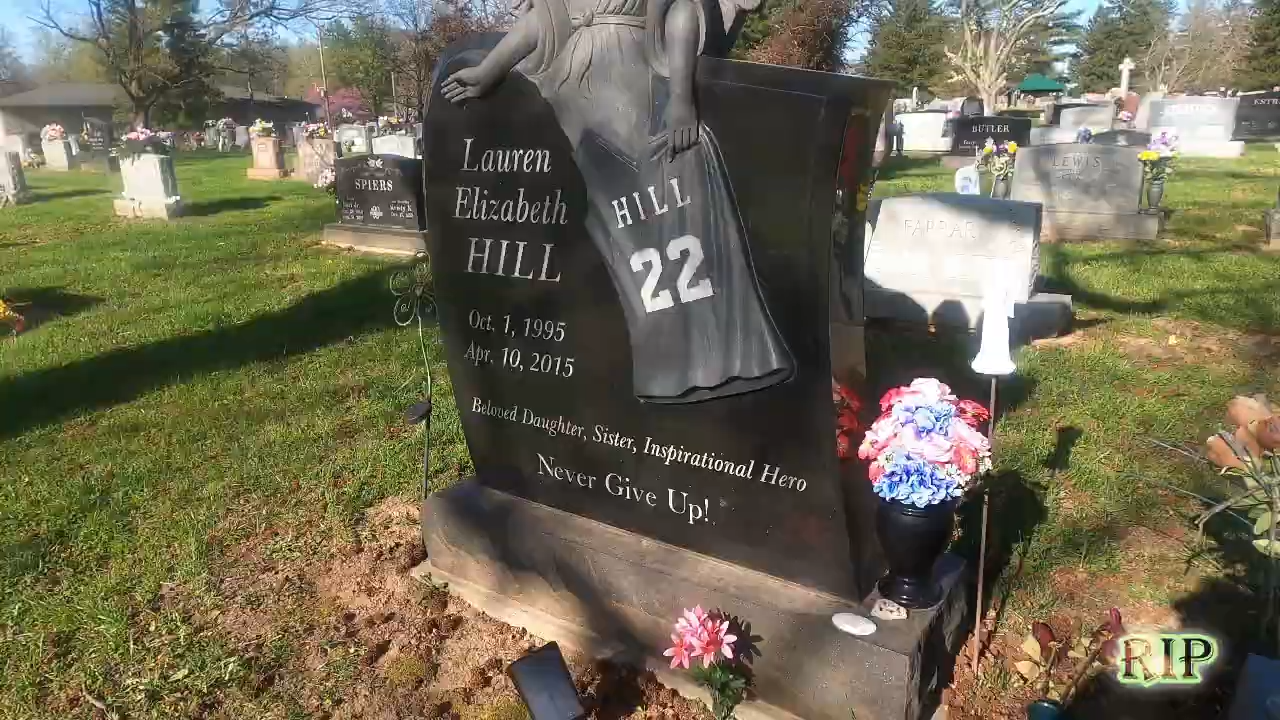 Lauren
Elizabeth
HILL
Oct. 1, 1995
Apr. 10, 2015
HILL
22
Beloved Daughter, Sister, Inspirational Hero
Never Give Up!
SPIERS
BUTLER
LEWIS
FARRAR
RIP